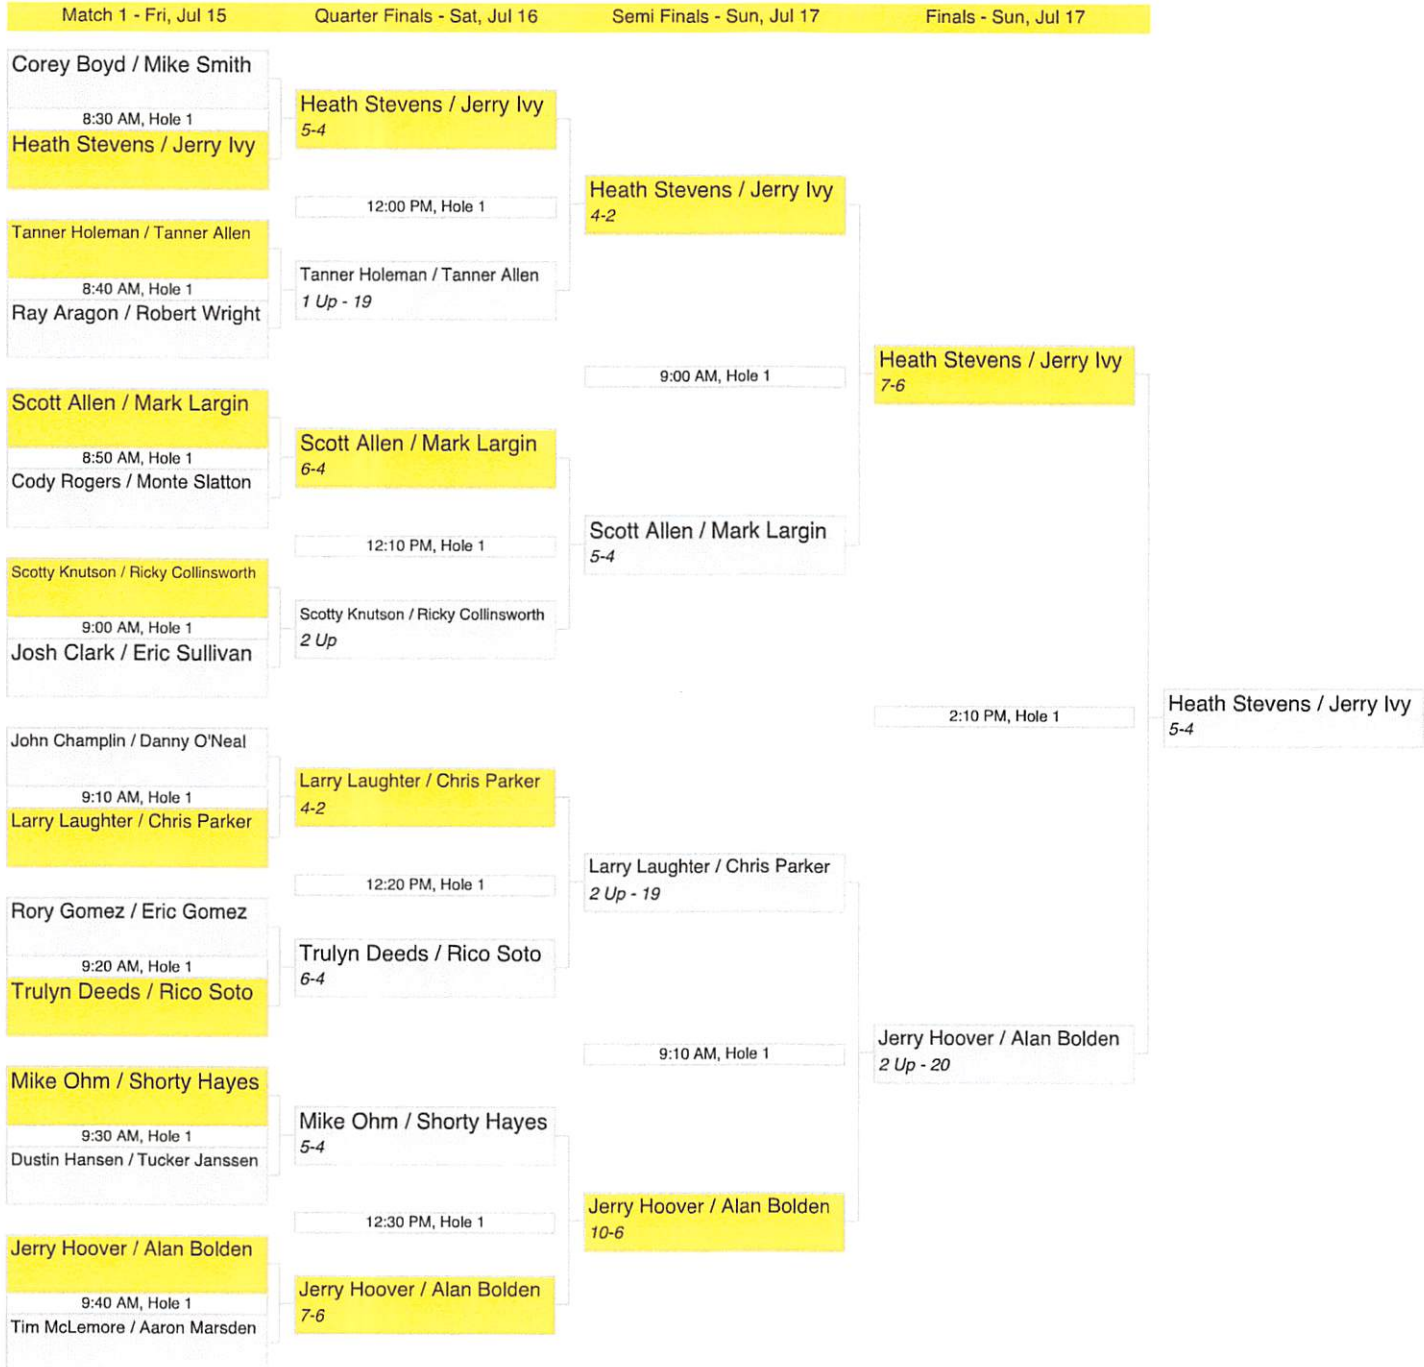 Match 1 - Fri, Jul 15
Quarter Finals - Sat, Jul 16
Semi Finals - Sun, Jul 17
Finals - Sun, Jul 17
Corey Boyd / Mike Smith
8:30 AM, Hole 1
Heath Stevens / Jerry Ivy
Tanner Holeman / Tanner Allen
8:40 AM, Hole 1
Ray Aragon / Robert Wright
Scott Allen / Mark Largin
8:50 AM, Hole 1
Cody Rogers / Monte Slatton
Scotty Knutson / Ricky Collinsworth
9:00 AM, Hole 1
Josh Clark / Eric Sullivan
John Champlin / Danny O'Neal
9:10 AM, Hole 1
Larry Laughter / Chris Parker
Rory Gomez / Eric Gomez
9:20 AM, Hole 1
Trulyn Deeds / Rico Soto
Mike Ohm / Shorty Hayes
9:30 AM, Hole 1
Dustin Hansen / Tucker Janssen
Jerry Hoover / Alan Bolden
9:40 AM, Hole 1
Tim McLemore / Aaron Marsden
Heath Stevens / Jerry Ivy
5-4
12:00 PM, Hole 1
Tanner Holeman / Tanner Allen
1 Up - 19
Scott Allen / Mark Largin
6-4
12:10 PM, Hole 1
Scotty Knutson / Ricky Collinsworth
2 Up
Larry Laughter / Chris Parker
4-2
12:20 PM, Hole 1
Trulyn Deeds / Rico Soto
6-4
Mike Ohm / Shorty Hayes
5-4
12:30 PM, Hole 1
Jerry Hoover / Alan Bolden
7-6
Heath Stevens / Jerry Ivy
4-2
9:00 AM, Hole 1
Scott Allen / Mark Largin
5-4
Larry Laughter / Chris Parker
2 Up - 19
9:10 AM, Hole 1
Jerry Hoover / Alan Bolden
10-6
Heath Stevens / Jerry Ivy
7-6
2:10 PM, Hole 1
Jerry Hoover / Alan Bolden
2 Up - 20
Heath Stevens / Jerry Ivy
5-4